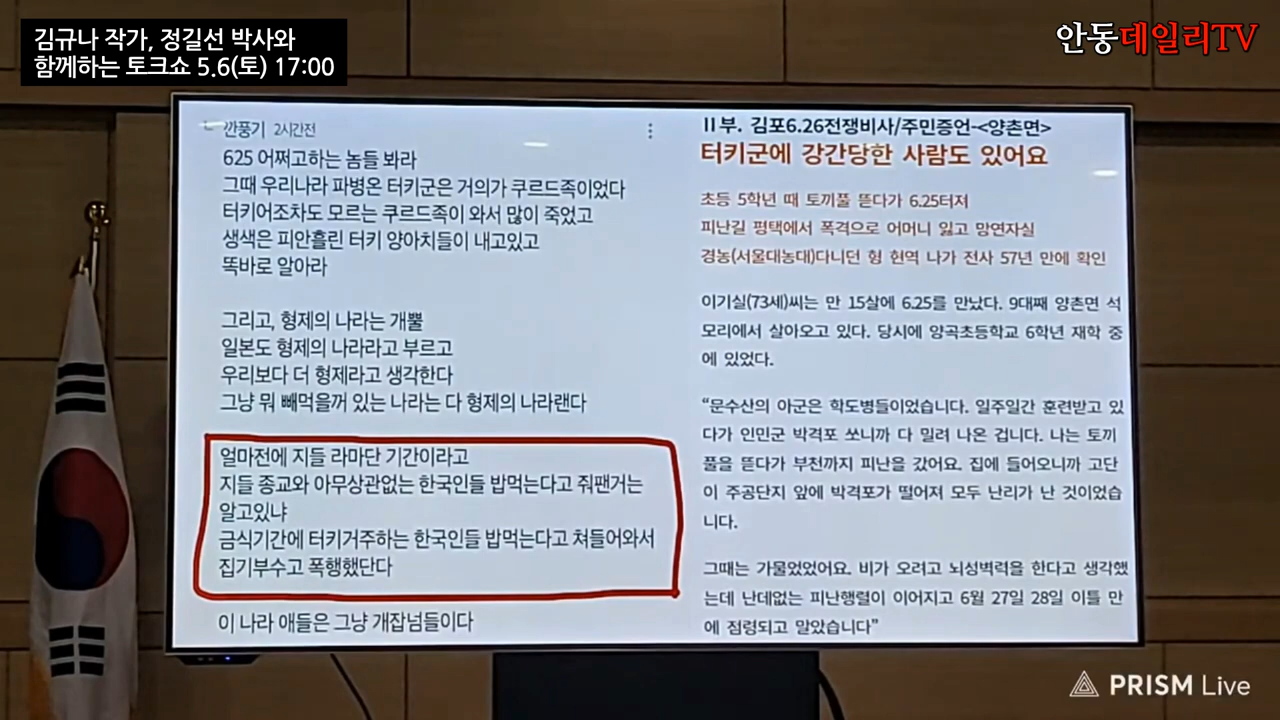 김규나 작가, 정길선 박사와
함께하는 토크쇼 5.6(토) 17:00
안동데일리TV
깐풍기 2시간전
625 어쩌고하는 놈들 봐라
그때 우리나라 파병온 터키군은 거의가 쿠르드족이었다
터키어조차도 모르는 쿠르드족이 와서 많이 죽었고
생색은 피안흘린 터키 양아치들이 내고있고
똑바로 알아라
그리고, 형제의 나라는 개뿔
일본도 형제의 나라라고 부르고
우리보다 더 형제라고 생각한다
그냥 뭐 빼먹을꺼 있는 나라는 다 형제의 나라랜다
얼마전에 지들 라마단 기간이라고
지들 종교와 아무상관없는 한국인들 밥먹는다고 줘팬거는
알고있냐
금식기간에 터키거주하는 한국인들 밥먹는다고 쳐들어와서
집기부수고 폭행했단다
이 나라 애들은 그냥 개잡넘들이다
II부. 김포6.26전쟁비사/주민증언-<양촌면>
터키군에 강간당한 사람도 있어요
초등 5학년 때 토끼풀 뜯다가 6.25터져
피난길 평택에서 폭격으로 어머니 잃고 망연자실
경농(서울대농대)다니던 형 현역 나가 전사 57년 만에 확인
이기실(73세)씨는 만 15살에 6.25를 만났다. 9대째 양촌면 석
모리에서 살아오고 있다. 당시에 양곡초등학교 6학년 재학 중
에 있었다.
“문수산의 아군은 학도병들이었습니다. 일주일간 훈련받고 있
다가 인민군 박격포 쏘니까 다 밀려 나온 겁니다. 나는 토끼
풀을 뜯다가 부천까지 피난을 갔어요. 집에 들어오니까 고단
이 주공단지 앞에 박격포가 떨어져 모두 난리가 난 것이었습
니다.
그때는 가물었었어요. 비가 오려고 뇌성벽력을 한다고 생각했
는데 난데없는 피난행렬이 이어지고 6월 27일 28일 이틀 만
에 점령되고 말았습니다”
PRISM Live